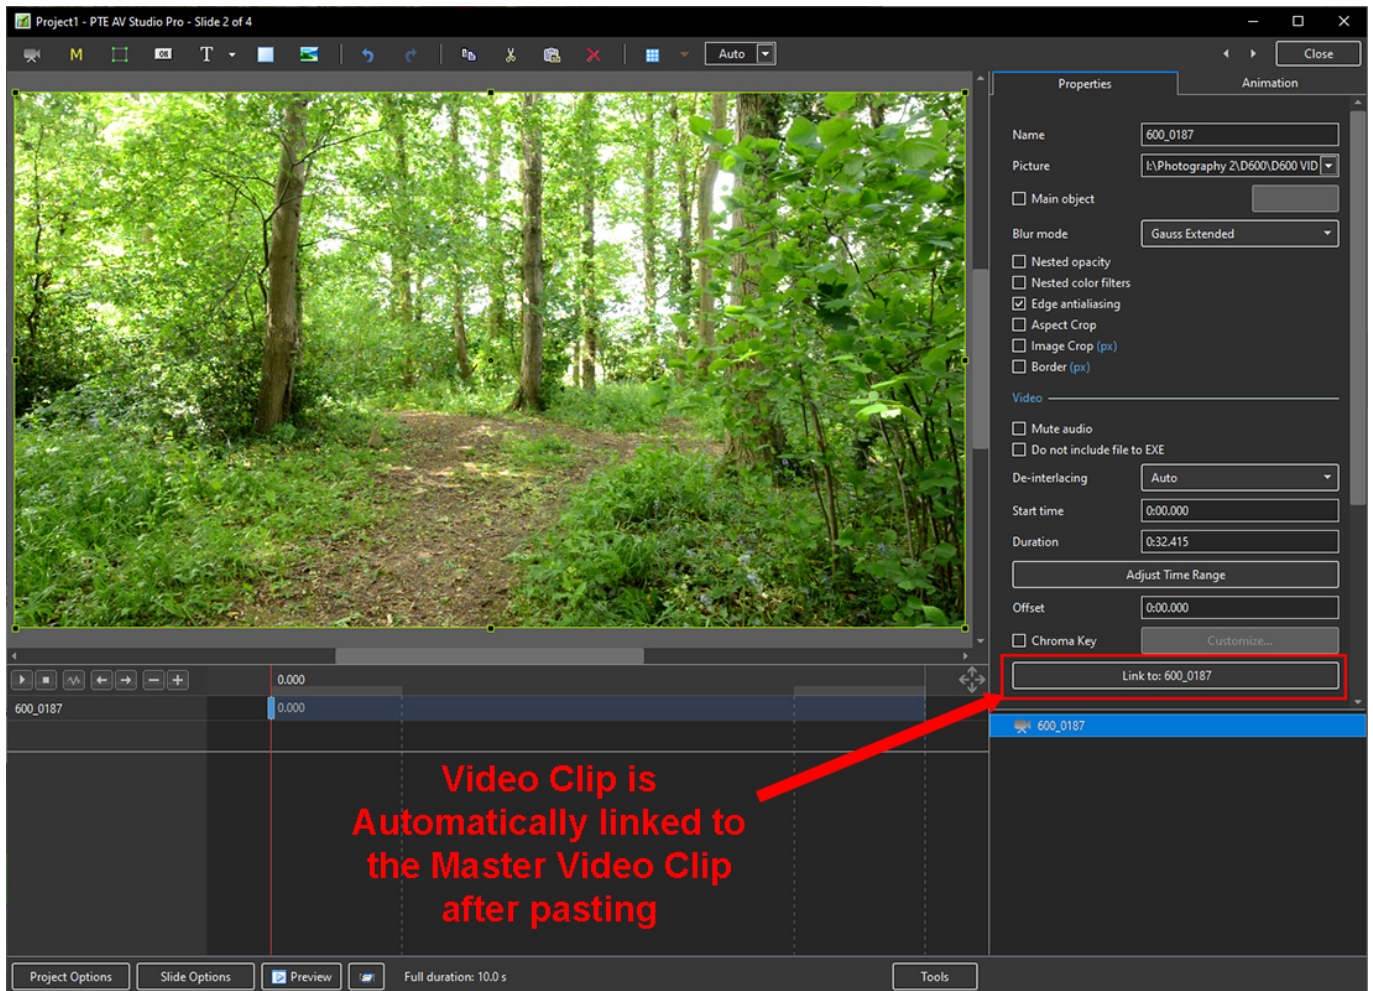 Project1 - PTE AV Studio Pro - Slide 2 of 4
M
OK
T
Auto
Close
Properties
Animation
Name
600_0187
Picture
I:\Photography 2\D600\D600 VID
Main object
Blur mode
Gauss Extended
Nested opacity
Nested color filters
Edge antialiasing
Aspect Crop
Image Crop (px)
Border (px)
Video
Mute audio
Do not include file to EXE
De-interlacing
Auto
Start time
0:00.000
Duration
0:32.415
Adjust Time Range
Offset
0:00.000
Chroma Key
Customize...
Link to: 600_0187
600_0187
0.000
600_0187
0.000
Video Clip is
Automatically linked to
the Master Video Clip
after pasting
Project Options
Slide Options
Preview
Full duration: 10.0 s
Tools